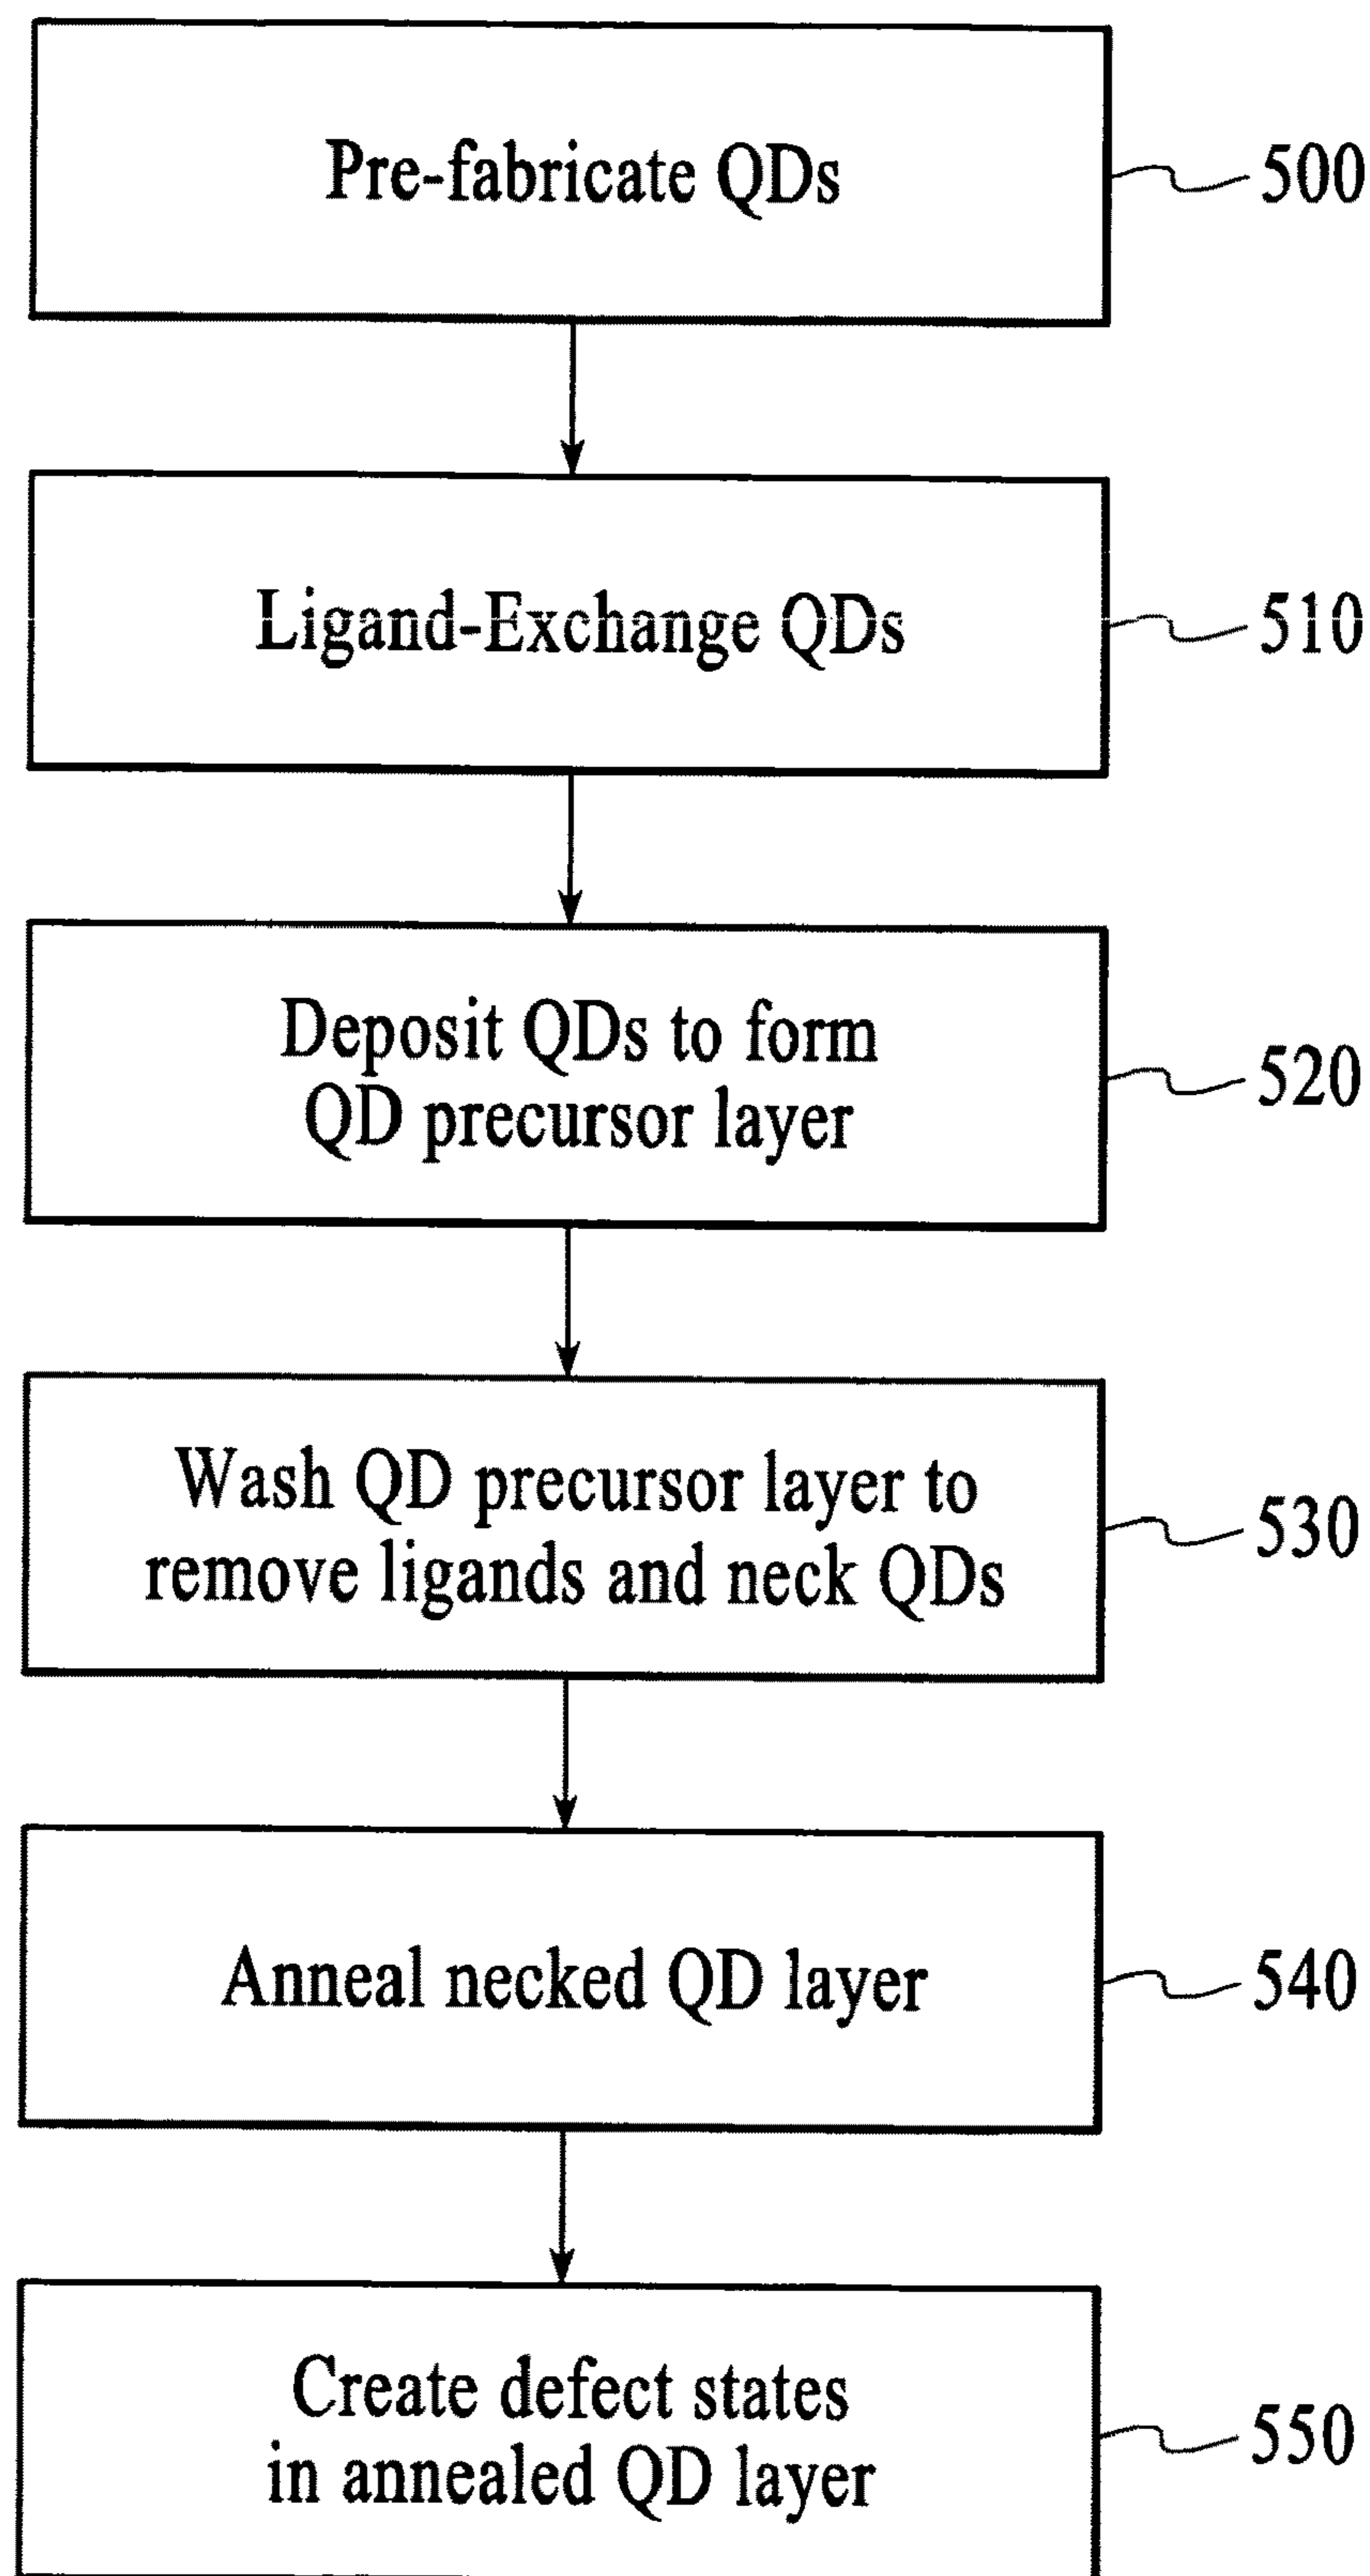 Pre-fabricate QDs
500
Ligand-Exchange QDs
510
Deposit QDs to form
QD precursor layer
520
Wash QD precursor layer to
remove ligands and neck QDs
530
Anneal necked QD layer
540
Create defect states
in annealed QD layer
550